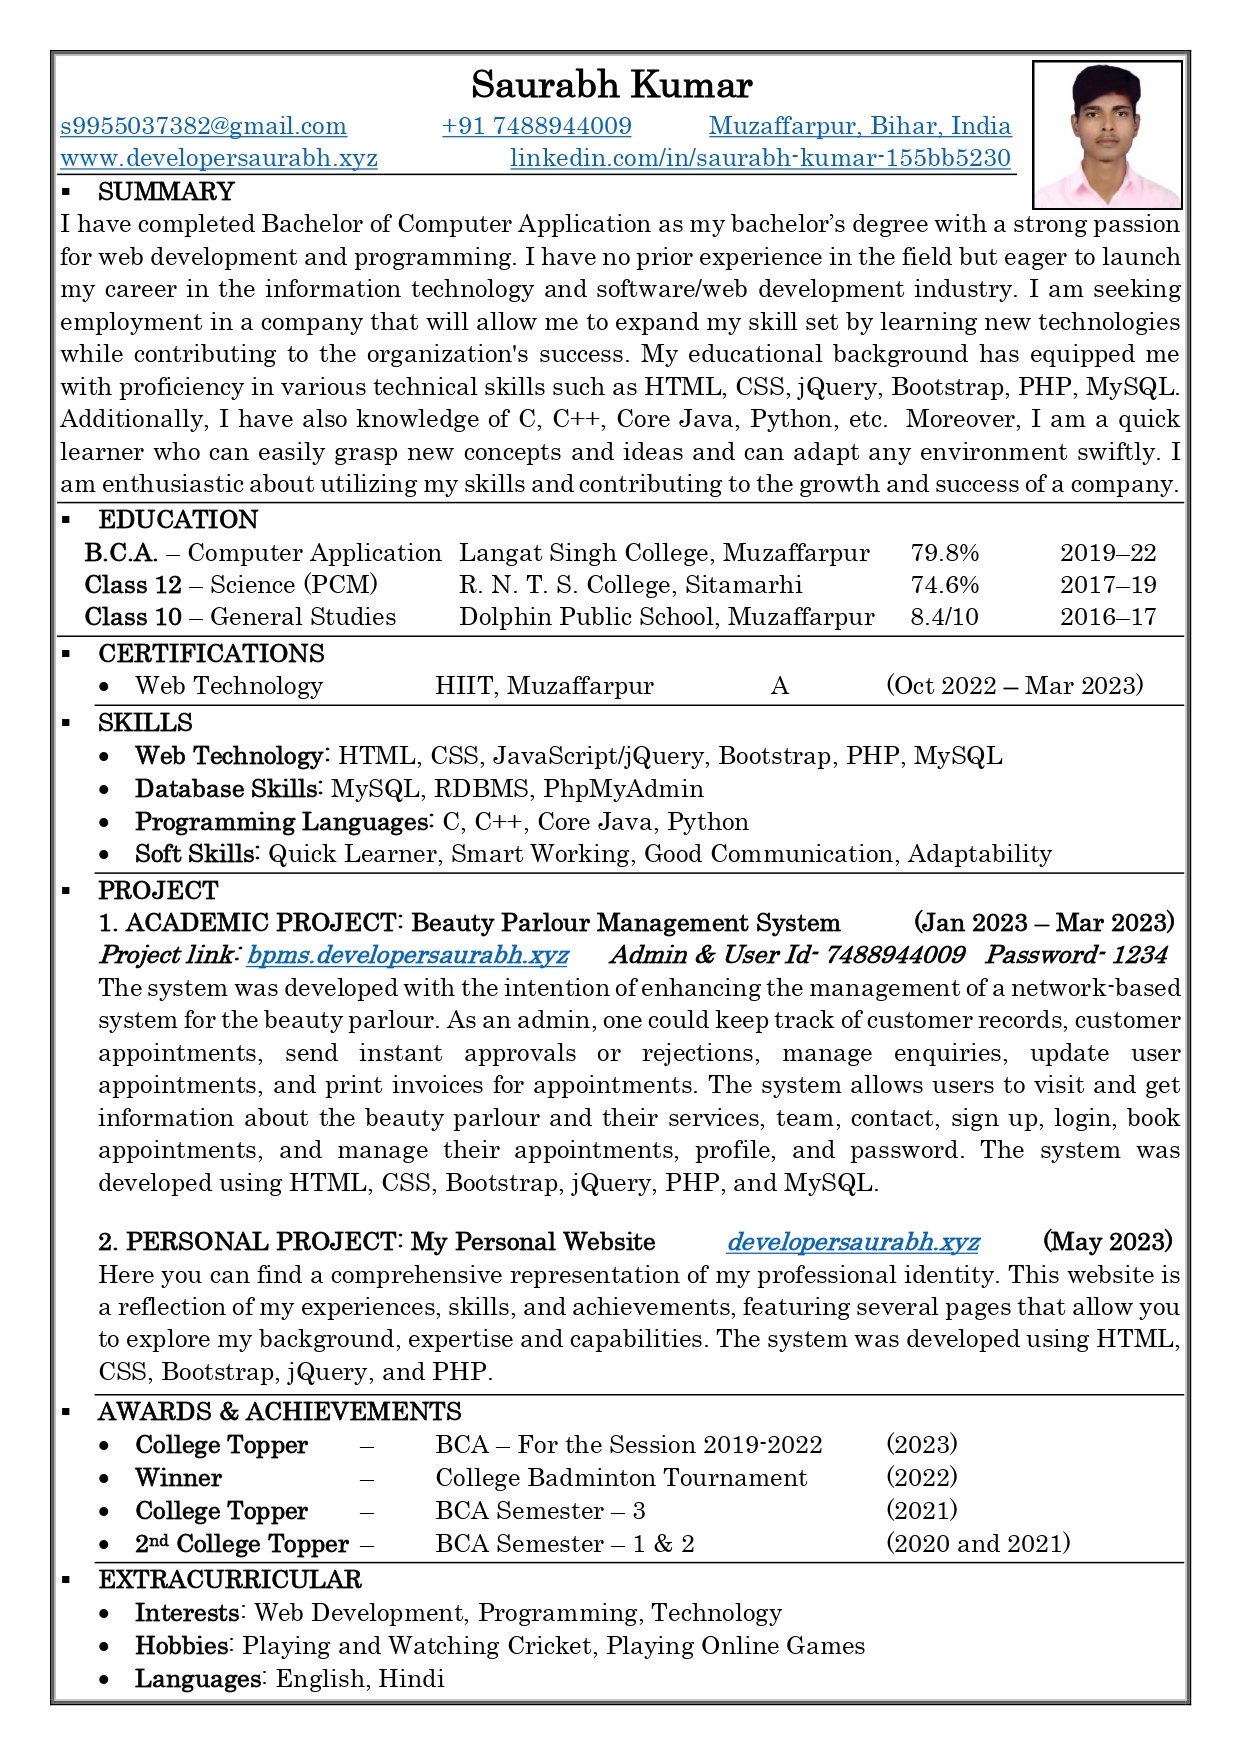 Saurabh Kumar
s9955037382@gmail.com +91 7488944009 Muzaffarpur, Bihar, India
www.developersaurabh.xyz linkedin.com/in/saurabh-kumar-155bb5230
▪ SUMMARY
I have completed Bachelor of Computer Application as my bachelor’s degree with a strong passion
for web development and programming. I have no prior experience in the field but eager to launch
my career in the information technology and software/web development industry. I am seeking
employment in a company that will allow me to expand my skill set by learning new technologies
while contributing to the organization's success. My educational background has equipped me
with proficiency in various technical skills such as HTML, CSS, jQuery, Bootstrap, PHP, MySQL.
Additionally, I have also knowledge of C, C++, Core Java, Python, etc. Moreover, I am a quick
learner who can easily grasp new concepts and ideas and can adapt any environment swiftly. I
am enthusiastic about utilizing my skills and contributing to the growth and success of a company.
▪ EDUCATION
B.C.A. – Computer Application Langat Singh College, Muzaffarpur 79.8% 2019–22
Class 12 – Science (PCM) R. N. T. S. College, Sitamarhi 74.6% 2017–19
Class 10 – General Studies Dolphin Public School, Muzaffarpur 8.4/10 2016–17
▪ CERTIFICATIONS
• Web Technology HIIT, Muzaffarpur A (Oct 2022 – Mar 2023)
▪ SKILLS
• Web Technology: HTML, CSS, JavaScript/jQuery, Bootstrap, PHP, MySQL
• Database Skills: MySQL, RDBMS, PhpMyAdmin
• Programming Languages: C, C++, Core Java, Python
• Soft Skills: Quick Learner, Smart Working, Good Communication, Adaptability
▪ PROJECT
1. ACADEMIC PROJECT: Beauty Parlour Management System (Jan 2023 – Mar 2023)
Project link: bpms.developersaurabh.xyz Admin & User Id- 7488944009 Password- 1234
The system was developed with the intention of enhancing the management of a network-based
system for the beauty parlour. As an admin, one could keep track of customer records, customer
appointments, send instant approvals or rejections, manage enquiries, update user
appointments, and print invoices for appointments. The system allows users to visit and get
information about the beauty parlour and their services, team, contact, sign up, login, book
appointments, and manage their appointments, profile, and password. The system was
developed using HTML, CSS, Bootstrap, jQuery, PHP, and MySQL.
2. PERSONAL PROJECT: My Personal Website developersaurabh.xyz (May 2023)
Here you can find a comprehensive representation of my professional identity. This website is
a reflection of my experiences, skills, and achievements, featuring several pages that allow you
to explore my background, expertise and capabilities. The system was developed using HTML,
CSS, Bootstrap, jQuery, and PHP.
▪ AWARDS & ACHIEVEMENTS
• College Topper – BCA – For the Session 2019-2022 (2023)
• Winner – College Badminton Tournament (2022)
• College Topper – BCA Semester – 3 (2021)
• 2nd College Topper – BCA Semester – 1 & 2 (2020 and 2021)
▪ EXTRACURRICULAR
• Interests: Web Development, Programming, Technology
• Hobbies: Playing and Watching Cricket, Playing Online Games
• Languages: English, Hindi